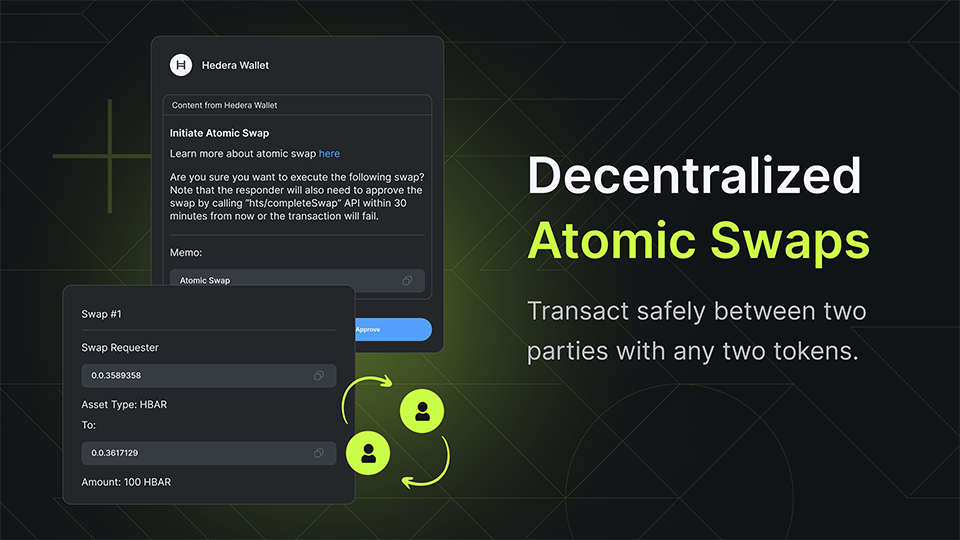 Hedera Wallet
Content from Hedera Wallet
Initiate Atomic Swap
Learn more about atomic swap here
Are you sure you want to execute the following swap?
Note that the responder will also need to approve the
swap by calling “hts/completeSwap” API within 30
minutes from now or the transaction will fail.
Memo:
Atomic Swap
Approve
Swap #1
Swap Requester
0.0.3589358
Asset Type: HBAR
To:
0.0.3617129
Amount: 100 HBAR
Decentralized
Atomic Swaps
Transact safely between two
parties with any two tokens.